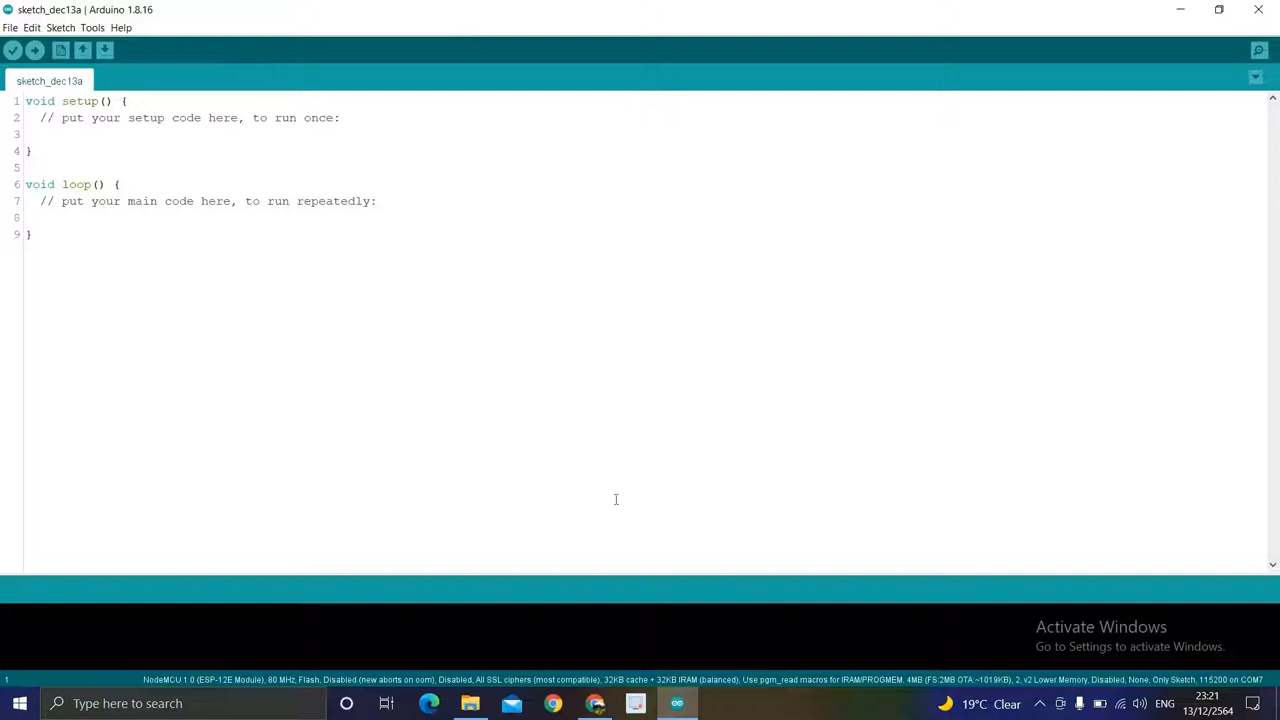 sketch_dec13a | Arduino 1.8.16
File Edit Sketch Tools Help
sketch_dec13a
1 void setup() {
2 // put your setup code here, to run once:
3
4 }
5
6 void loop() {
7 // put your main code here, to run repeatedly:
8
9 }
Activate Windows
Go to Settings to activate Windows.
1 NodeMCU 1.0 (ESP-12E Module), 80 MHz, Flash, Disabled (new aborts on oom), Disabled, All SSL ciphers (most compatible), 32KB cache + 32KB IRAM (balanced), Use pgm_read macros for IRAM/PROGMEM, 4MB (FS:2MB OTA:~1019KB), 2, v2 Lower Memory, Disabled, None, Only Sketch, 115200 on COM7
Type here to search
19°C Clear
ENG
23:21
13/12/2564